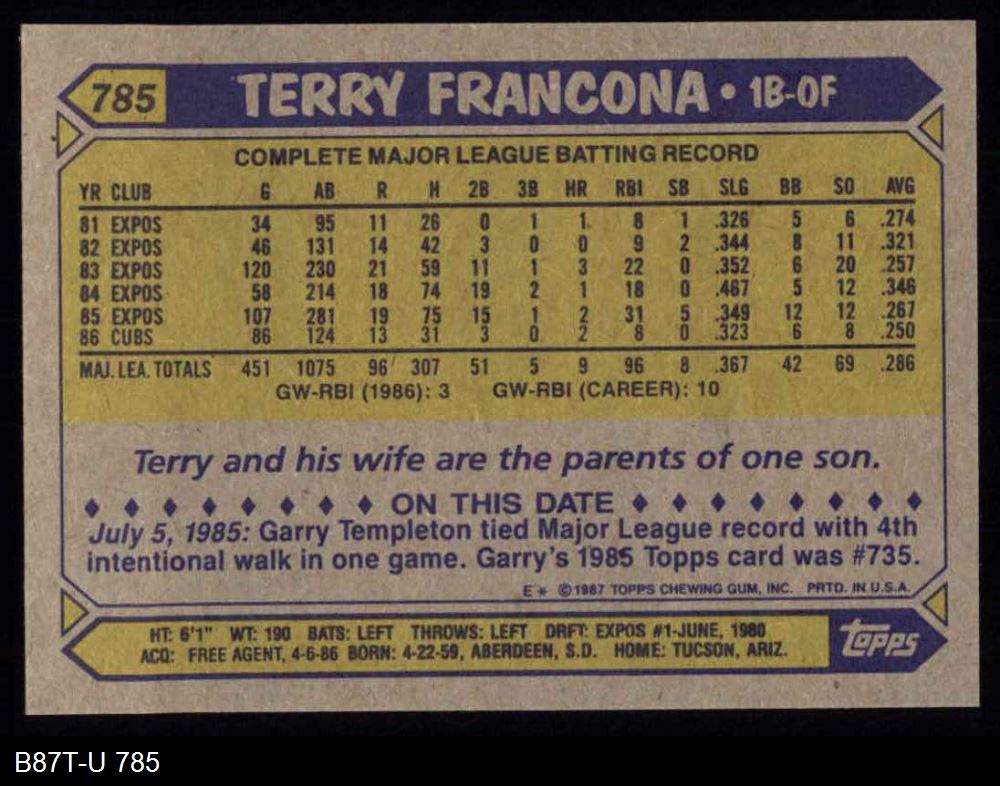 785 TERRY FRANCONA • 1B-OF
COMPLETE MAJOR LEAGUE BATTING RECORD
YR CLUB G AB R H 2B 3B HR RBI SB SLG BB SO AVG
81 EXPOS 34 95 11 26 0 1 1 8 1 .326 5 6 .274
82 EXPOS 46 131 14 42 3 0 0 9 2 .344 8 11 .321
83 EXPOS 120 230 21 59 11 1 3 22 0 .352 6 20 .257
84 EXPOS 58 214 18 74 19 2 1 18 0 .467 5 12 .346
85 EXPOS 107 281 19 75 15 1 2 31 5 .349 12 12 .267
86 CUBS 86 124 13 31 3 0 2 8 0 .323 6 8 .250
MAJ. LEA. TOTALS 451 1075 96 307 51 5 9 96 8 .367 42 69 .286
GW-RBI (1986): 3 GW-RBI (CAREER): 10
Terry and his wife are the parents of one son.
♦ ♦ ♦ ♦ ♦ ♦ ♦ ♦ ON THIS DATE ♦ ♦ ♦ ♦ ♦ ♦ ♦ ♦
July 5, 1985: Garry Templeton tied Major League record with 4th
intentional walk in one game. Garry's 1985 Topps card was #735.
E * © 1987 TOPPS CHEWING GUM, INC. PRTD. IN U.S.A.
HT: 6'1" WT: 190 BATS: LEFT THROWS: LEFT DRFT: EXPOS #1-JUNE, 1980
ACQ: FREE AGENT, 4-6-86 BORN: 4-22-59, ABERDEEN, S.D. HOME: TUCSON, ARIZ.
Topps
B87T-U 785